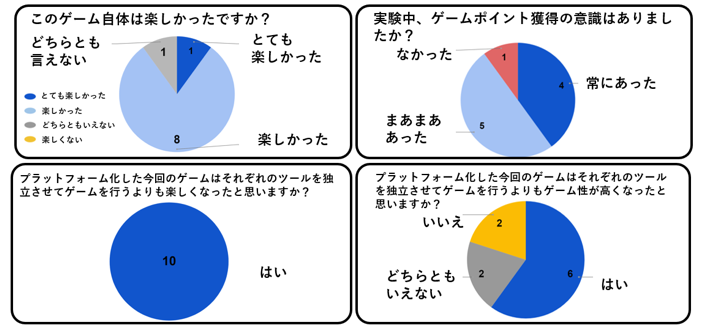 このゲーム自体は楽しかったですか？
どちらとも
言えない
とても
楽しかった
1
1
8
楽しかった
とても楽しかった
楽しかった
どちらともいえない
楽しくない
実験中、ゲームポイント獲得の意識はありまし
たか？
なかった
1
4
常にあった
まあまあ
あった
5
プラットフォーム化した今回のゲームはそれぞれのツールを独
立させてゲームを行うよりも楽しくなったと思いますか？
10
はい
プラットフォーム化した今回のゲームはそれぞれのツール
を独立させてゲームを行うよりもゲーム性が高くなったと
思いますか？
いいえ
2
どちらとも
いえない
2
6
はい